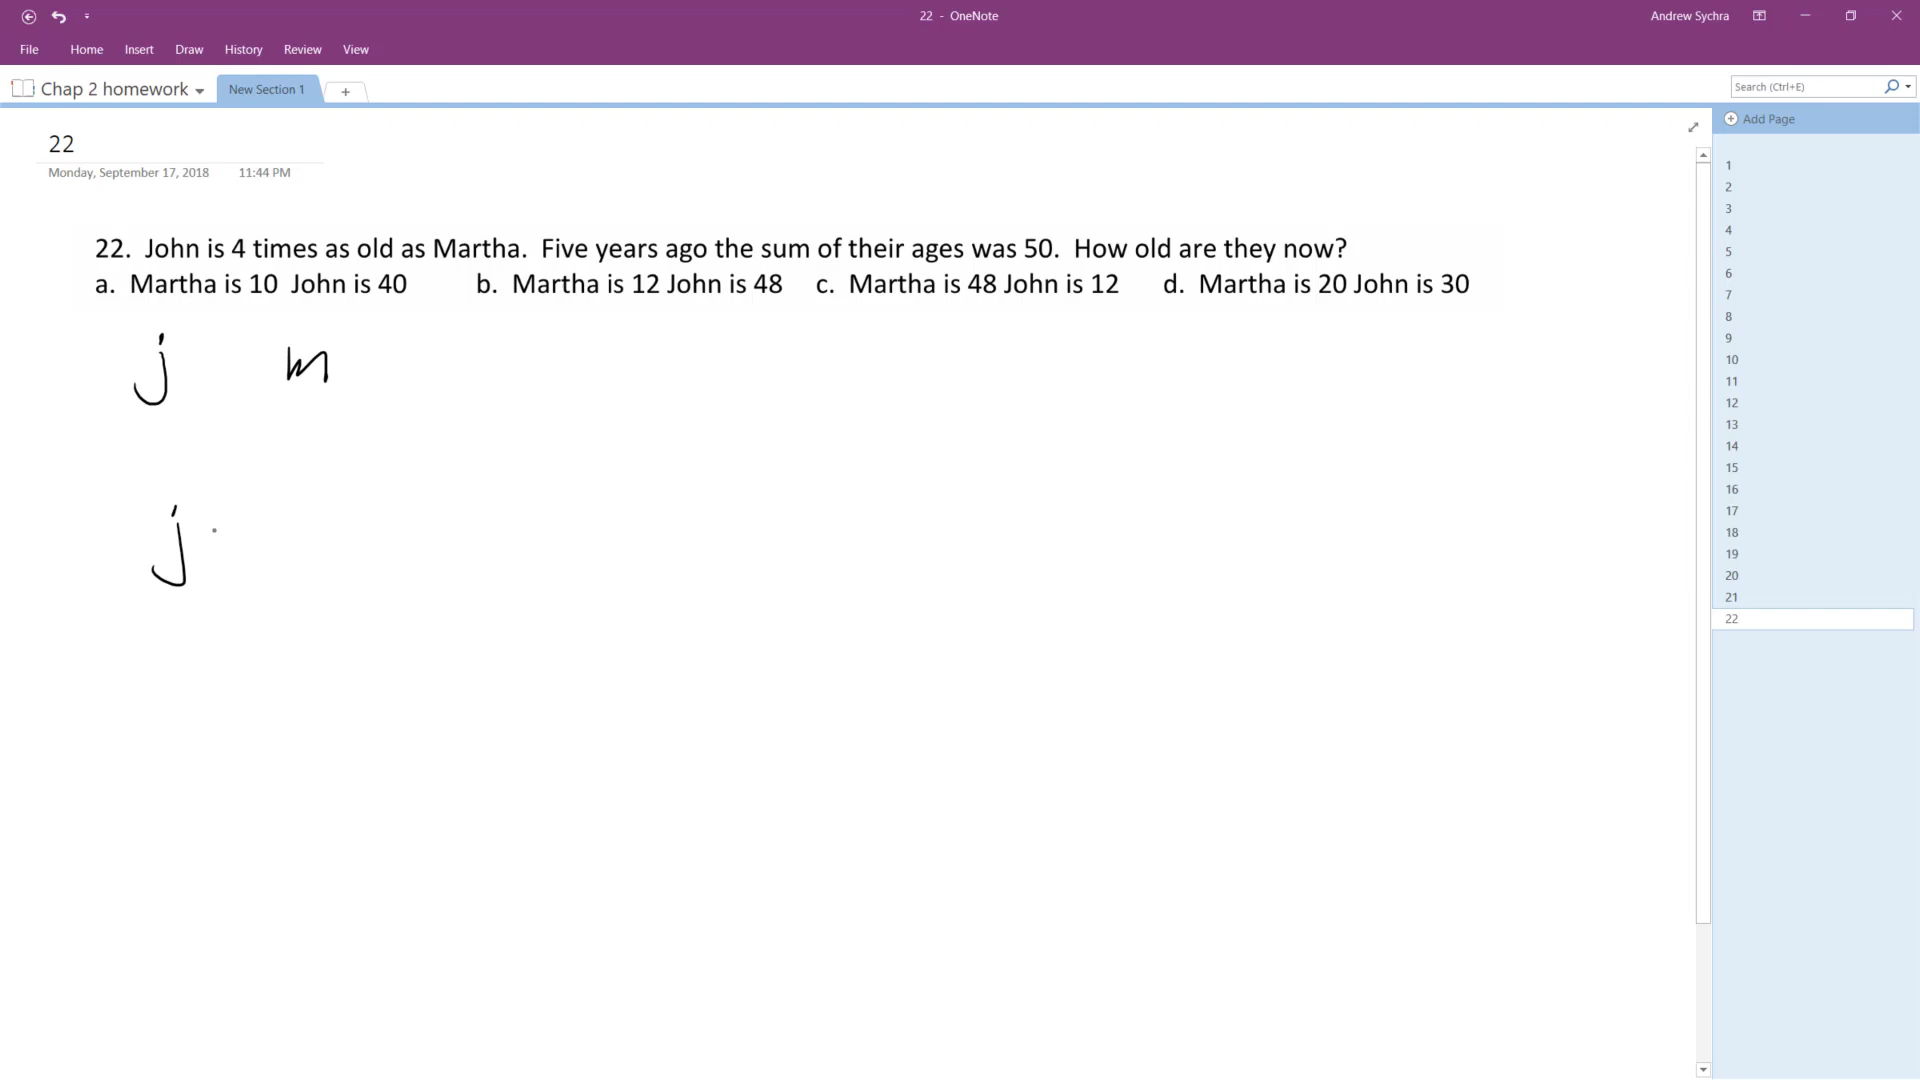 22 - OneNote
Andrew Sychra
File Home Insert Draw History Review View
Chap 2 homework
New Section 1
+
Search (Ctrl+E)
Add Page
22
Monday, September 17, 2018 11:44 PM
22. John is 4 times as old as Martha. Five years ago the sum of their ages was 50. How old are they now?
a. Martha is 10 John is 40 b. Martha is 12 John is 48 c. Martha is 48 John is 12 d. Martha is 20 John is 30
j m
j
1
2
3
4
5
6
7
8
9
10
11
12
13
14
15
16
17
18
19
20
21
22